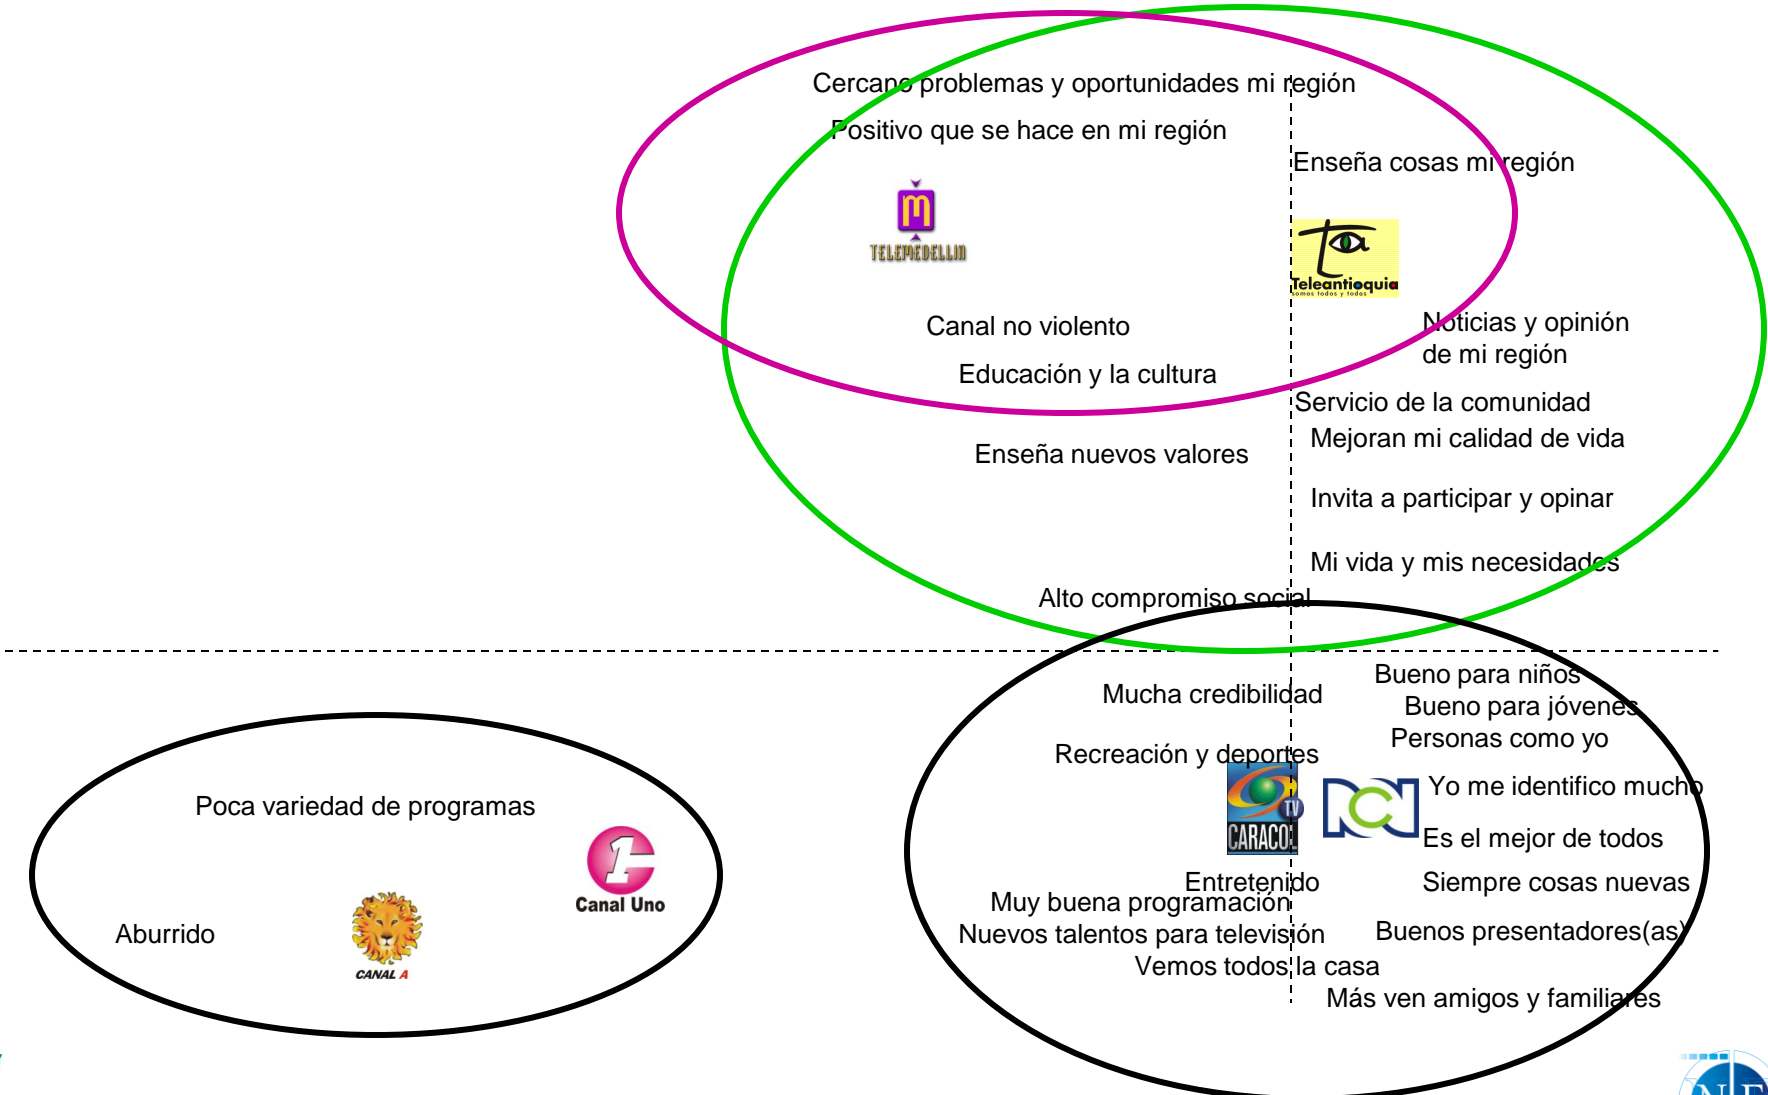 Cercano problemas y oportunidades mi región
Positivo que se hace en mi región
Enseña cosas mi región
m
TELEMEDELLIN
Teleantioquia
somos todos y todas
Canal no violento
Noticias y opinión
de mi región
Educación y la cultura
Servicio de la comunidad
Mejoran mi calidad de vida
Enseña nuevos valores
Invita a participar y opinar
Mi vida y mis necesidades
Alto compromiso social
Bueno para niños
Mucha credibilidad
Bueno para jóvenes
Personas como yo
Recreación y deportes
TV
CARACOL
RCN
Yo me identifico mucho
Es el mejor de todos
Poca variedad de programas
1
Canal Uno
Aburrido
CANAL A
Entretenido
Siempre cosas nuevas
Muy buena programación
Nuevos talentos para televisión
Buenos presentadores(as)
Vemos todos la casa
Más ven amigos y familiares
N E